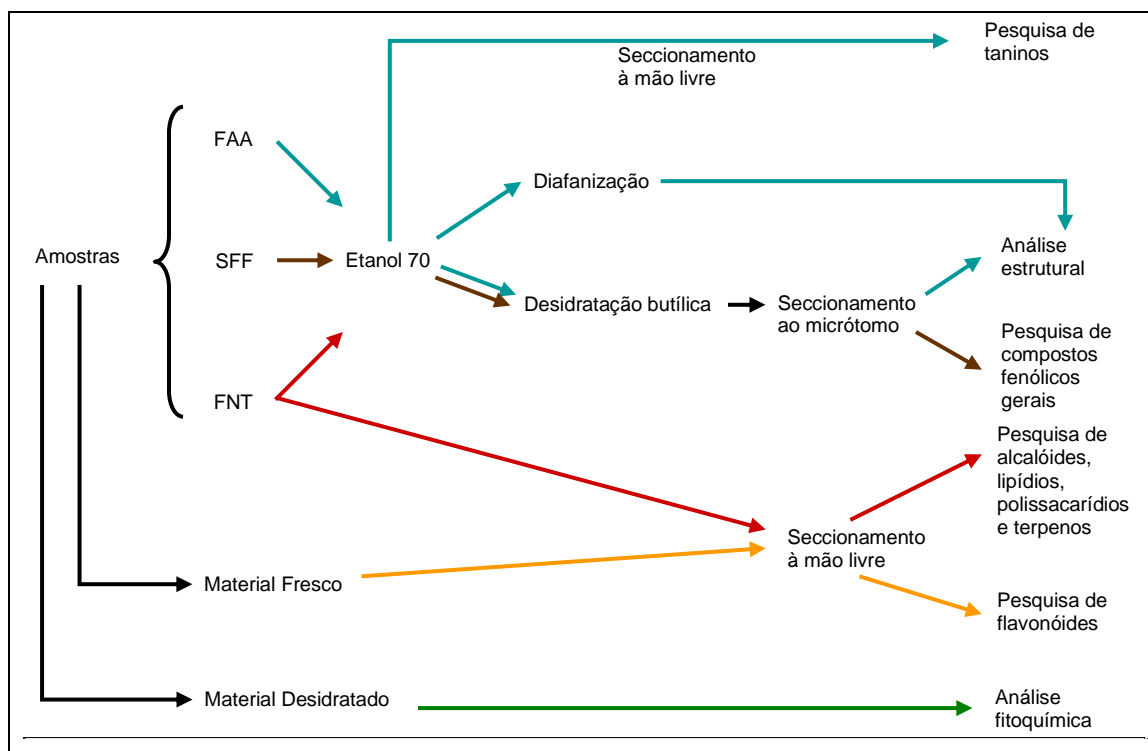 Pesquisa de
taninos
Seccionamento
à mão livre
FAA
Diafanização
Amostras
SFF
Etanol 70
Análise
estrutural
Desidratação butílica
Seccionamento
ao micrótomo
Pesquisa de
compostos
fenólicos
gerais
FNT
Pesquisa de
alcalóides,
lipídios,
polissacarídios
e terpenos
Seccionamento
à mão livre
Material Fresco
Pesquisa de
flavonóides
Material Desidratado
Análise
fitoquímica